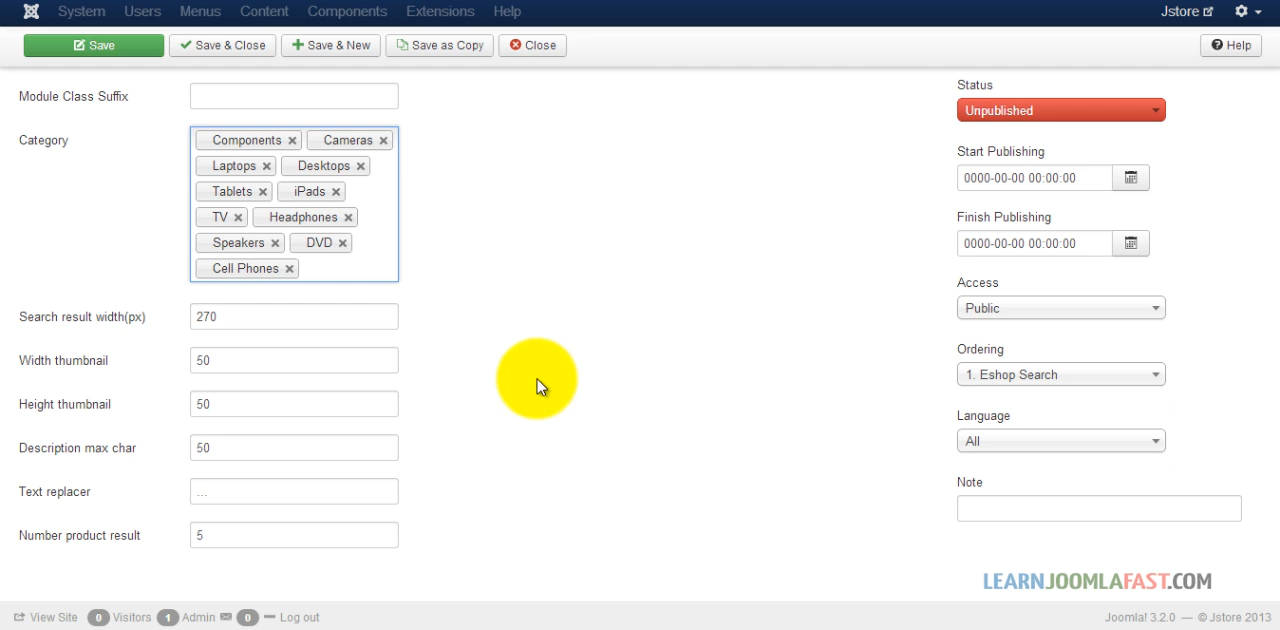 System Users Menus Content Components Extensions Help Jstore
Save Save & Close Save & New Save as Copy Close Help
Module Class Suffix
Category
Components Cameras
Laptops Desktops
Tablets iPads
TV Headphones
Speakers DVD
Cell Phones
Search result width(px) 270
Width thumbnail 50
Height thumbnail 50
Description max char 50
Text replacer ...
Number product result 5
Status
Unpublished
Start Publishing
0000-00-00 00:00:00
Finish Publishing
0000-00-00 00:00:00
Access
Public
Ordering
1. Eshop Search
Language
All
Note
LEARNJOOMLAFAST.COM
View Site 0 Visitors 1 Admin 0 Log out Joomla! 3.2.0 — © Jstore 2013